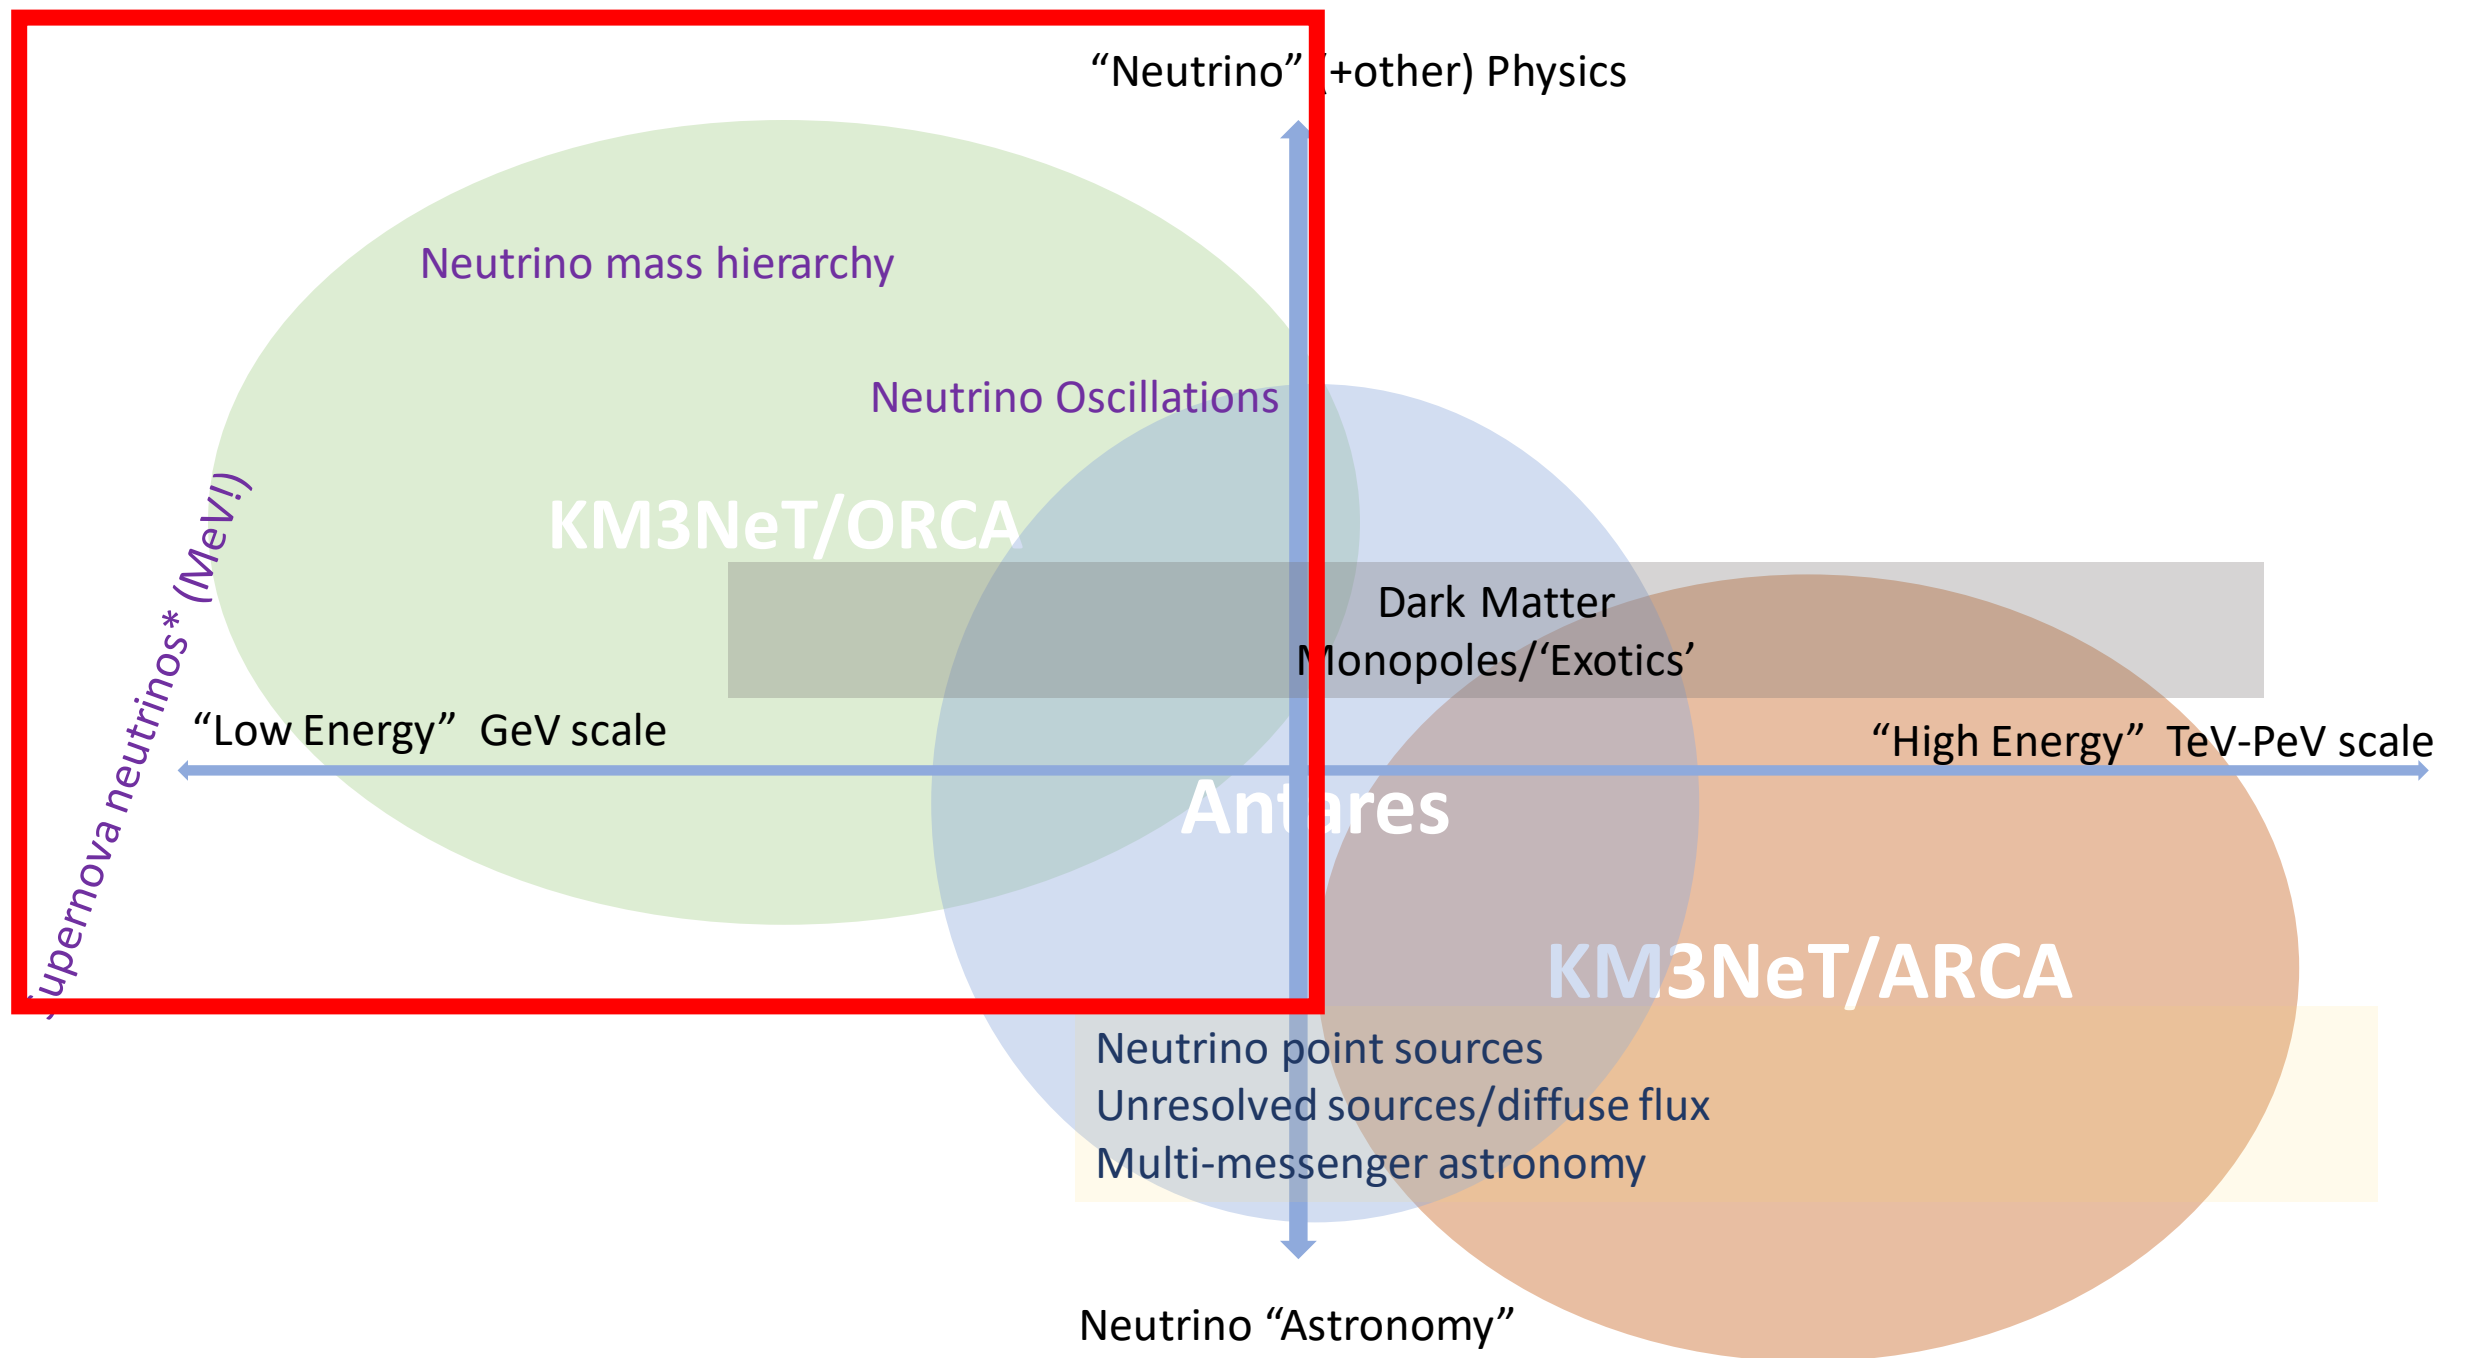 “Neutrino” (+other) Physics
Neutrino mass hierarchy
Neutrino Oscillations
KM3NeT/ORCA
Supernova neutrinos* (MeV!)
Dark Matter
Monopoles/‘Exotics’
“Low Energy” GeV scale
“High Energy” TeV-PeV scale
Antares
KM3NeT/ARCA
Neutrino point sources
Unresolved sources/diffuse flux
Multi-messenger astronomy
Neutrino “Astronomy”